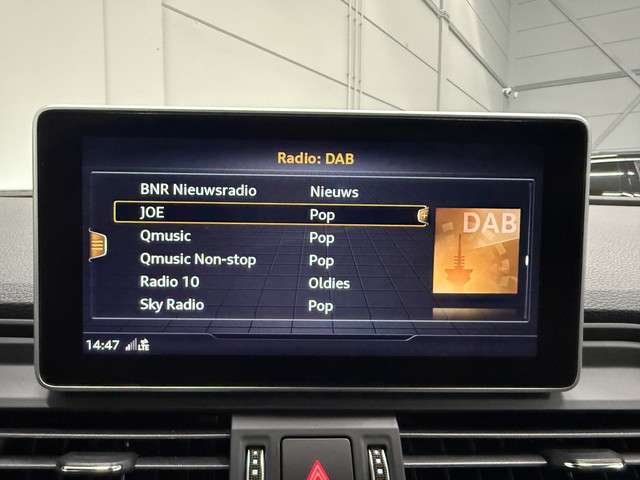 Radio: DAB
BNR Nieuwsradio Nieuws
JOE Pop
Qmusic Pop
Qmusic Non-stop Pop
Radio 10 Oldies
Sky Radio Pop
DAB
14:47 LTE